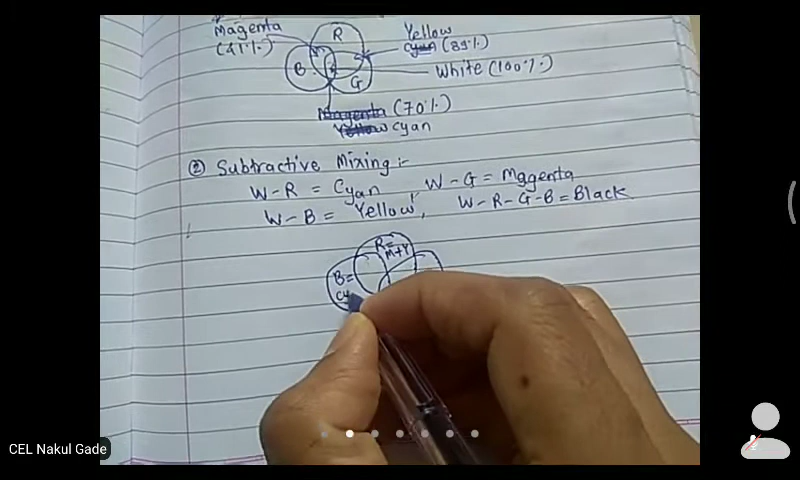 Magenta
(41%)
R
B
G
Yellow
cyan (89%)
White (100%)
Magenta (70%)
Yellow cyan
② Subtractive Mixing :-
W-R = Cyan W-G = Magenta
W-B = Yellow, W-R-G-B = Black
R =
M+Y
B =
Cy
CEL Nakul Gade